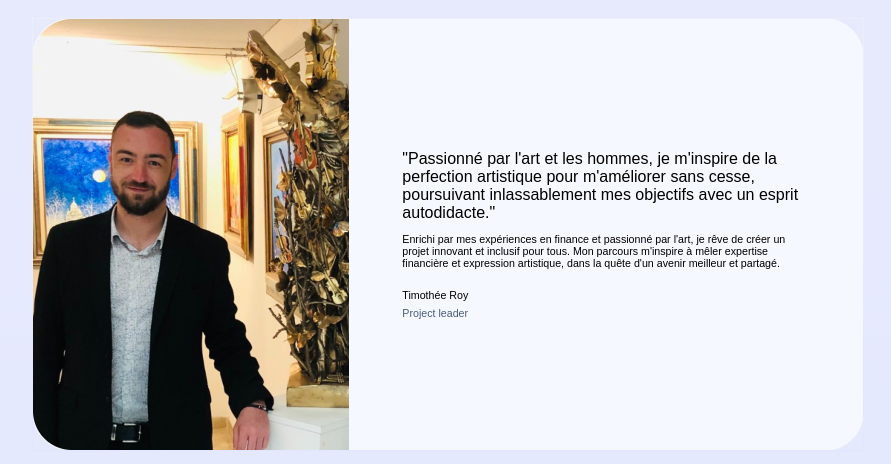 "Passionné par l'art et les hommes, je m'inspire de la
perfection artistique pour m'améliorer sans cesse,
poursuivant inlassablement mes objectifs avec un esprit
autodidacte."
Enrichi par mes expériences en finance et passionné par l'art, je rêve de créer un
projet innovant et inclusif pour tous. Mon parcours m'inspire à mêler expertise
financière et expression artistique, dans la quête d'un avenir meilleur et partagé.
Timothée Roy
Project leader